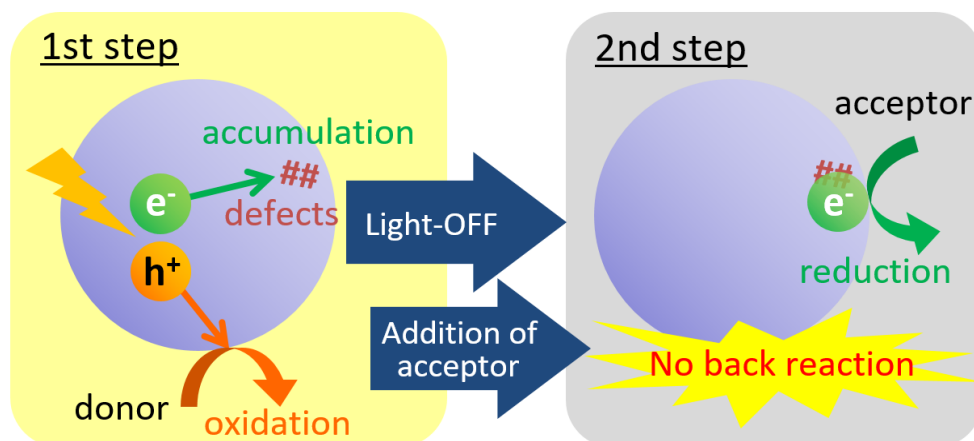 1st step
accumulation
##
e⁻
defects
h⁺
donor
oxidation
Light-OFF
Addition of
acceptor
2nd step
acceptor
##
e⁻
reduction
No back reaction